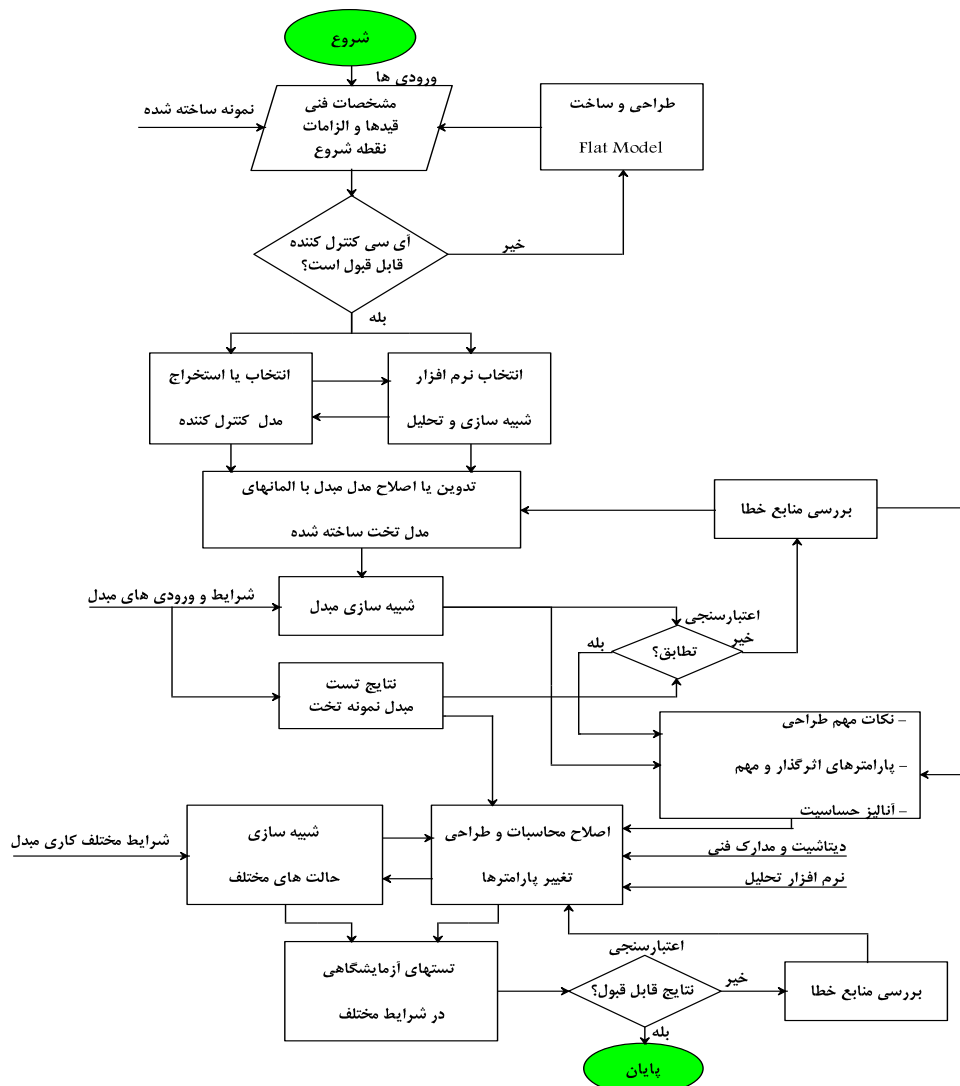 شروع
ورودی ها
نمونه ساخته شده
مشخصات فنی
قیدها و الزامات
نقطه شروع
طراحی و ساخت
Flat Model
آی سی کنترل کننده
قابل قبول است؟
خیر
بله
انتخاب نرم افزار
شبیه سازی و تحلیل
انتخاب یا استخراج
مدل کنترل کننده
تدوین یا اصلاح مدل مبدل با المانهای
مدل تخت ساخته شده
بررسی منابع خطا
شرایط و ورودی های مبدل
شبیه سازی مبدل
اعتبارسنجی
تطابق؟
خیر
بله
نتایج تست
مبدل نمونه تخت
– نکات مهم طراحی
– پارامترهای اثرگذار و مهم
– آنالیز حساسیت
شرایط مختلف کاری مبدل
شبیه سازی
حالت های مختلف
اصلاح محاسبات و طراحی
تغییر پارامترها
دیتاشیت و مدارک فنی
نرم افزار تحلیل
تستهای آزمایشگاهی
در شرایط مختلف
اعتبارسنجی
نتایج قابل قبول؟
خیر
بررسی منابع خطا
بله
پایان